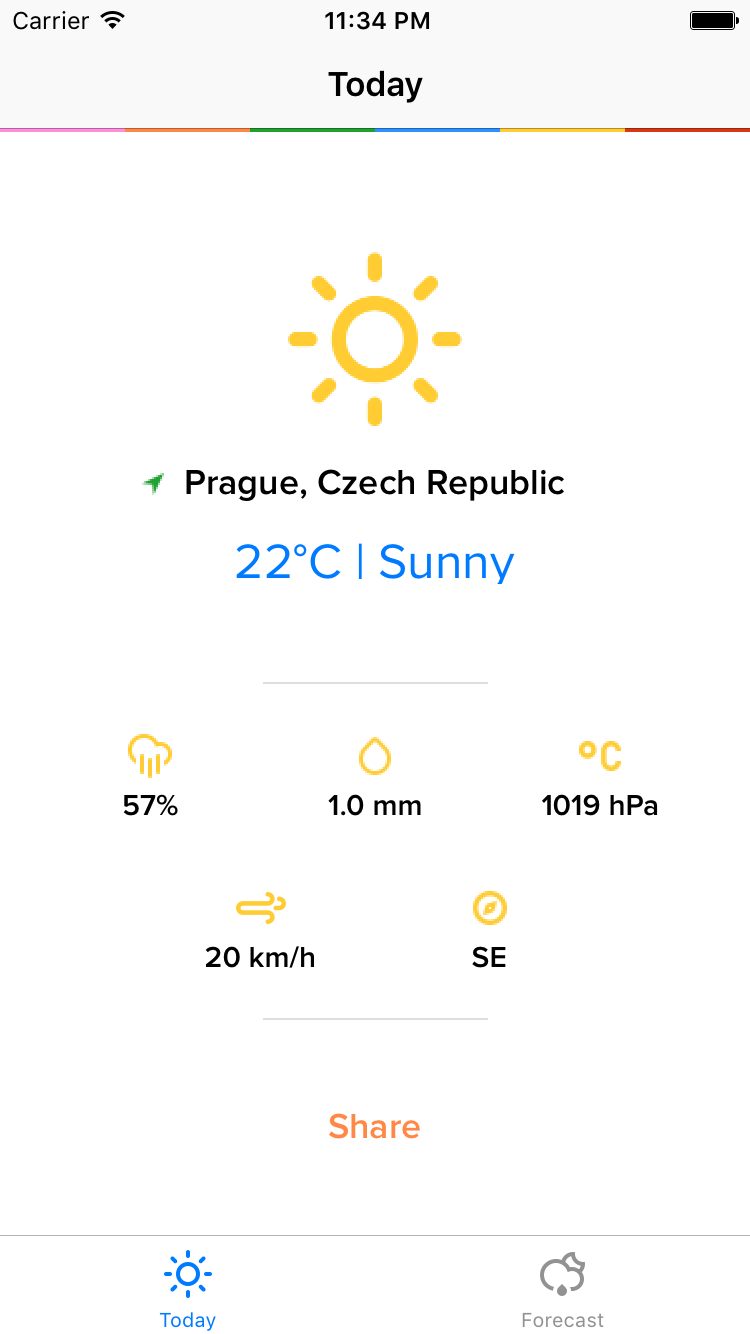 Carrier 11:34 PM
Today
Prague, Czech Republic
22°C | Sunny
°C
57% 1.0 mm 1019 hPa
20 km/h SE
Share
Today Forecast